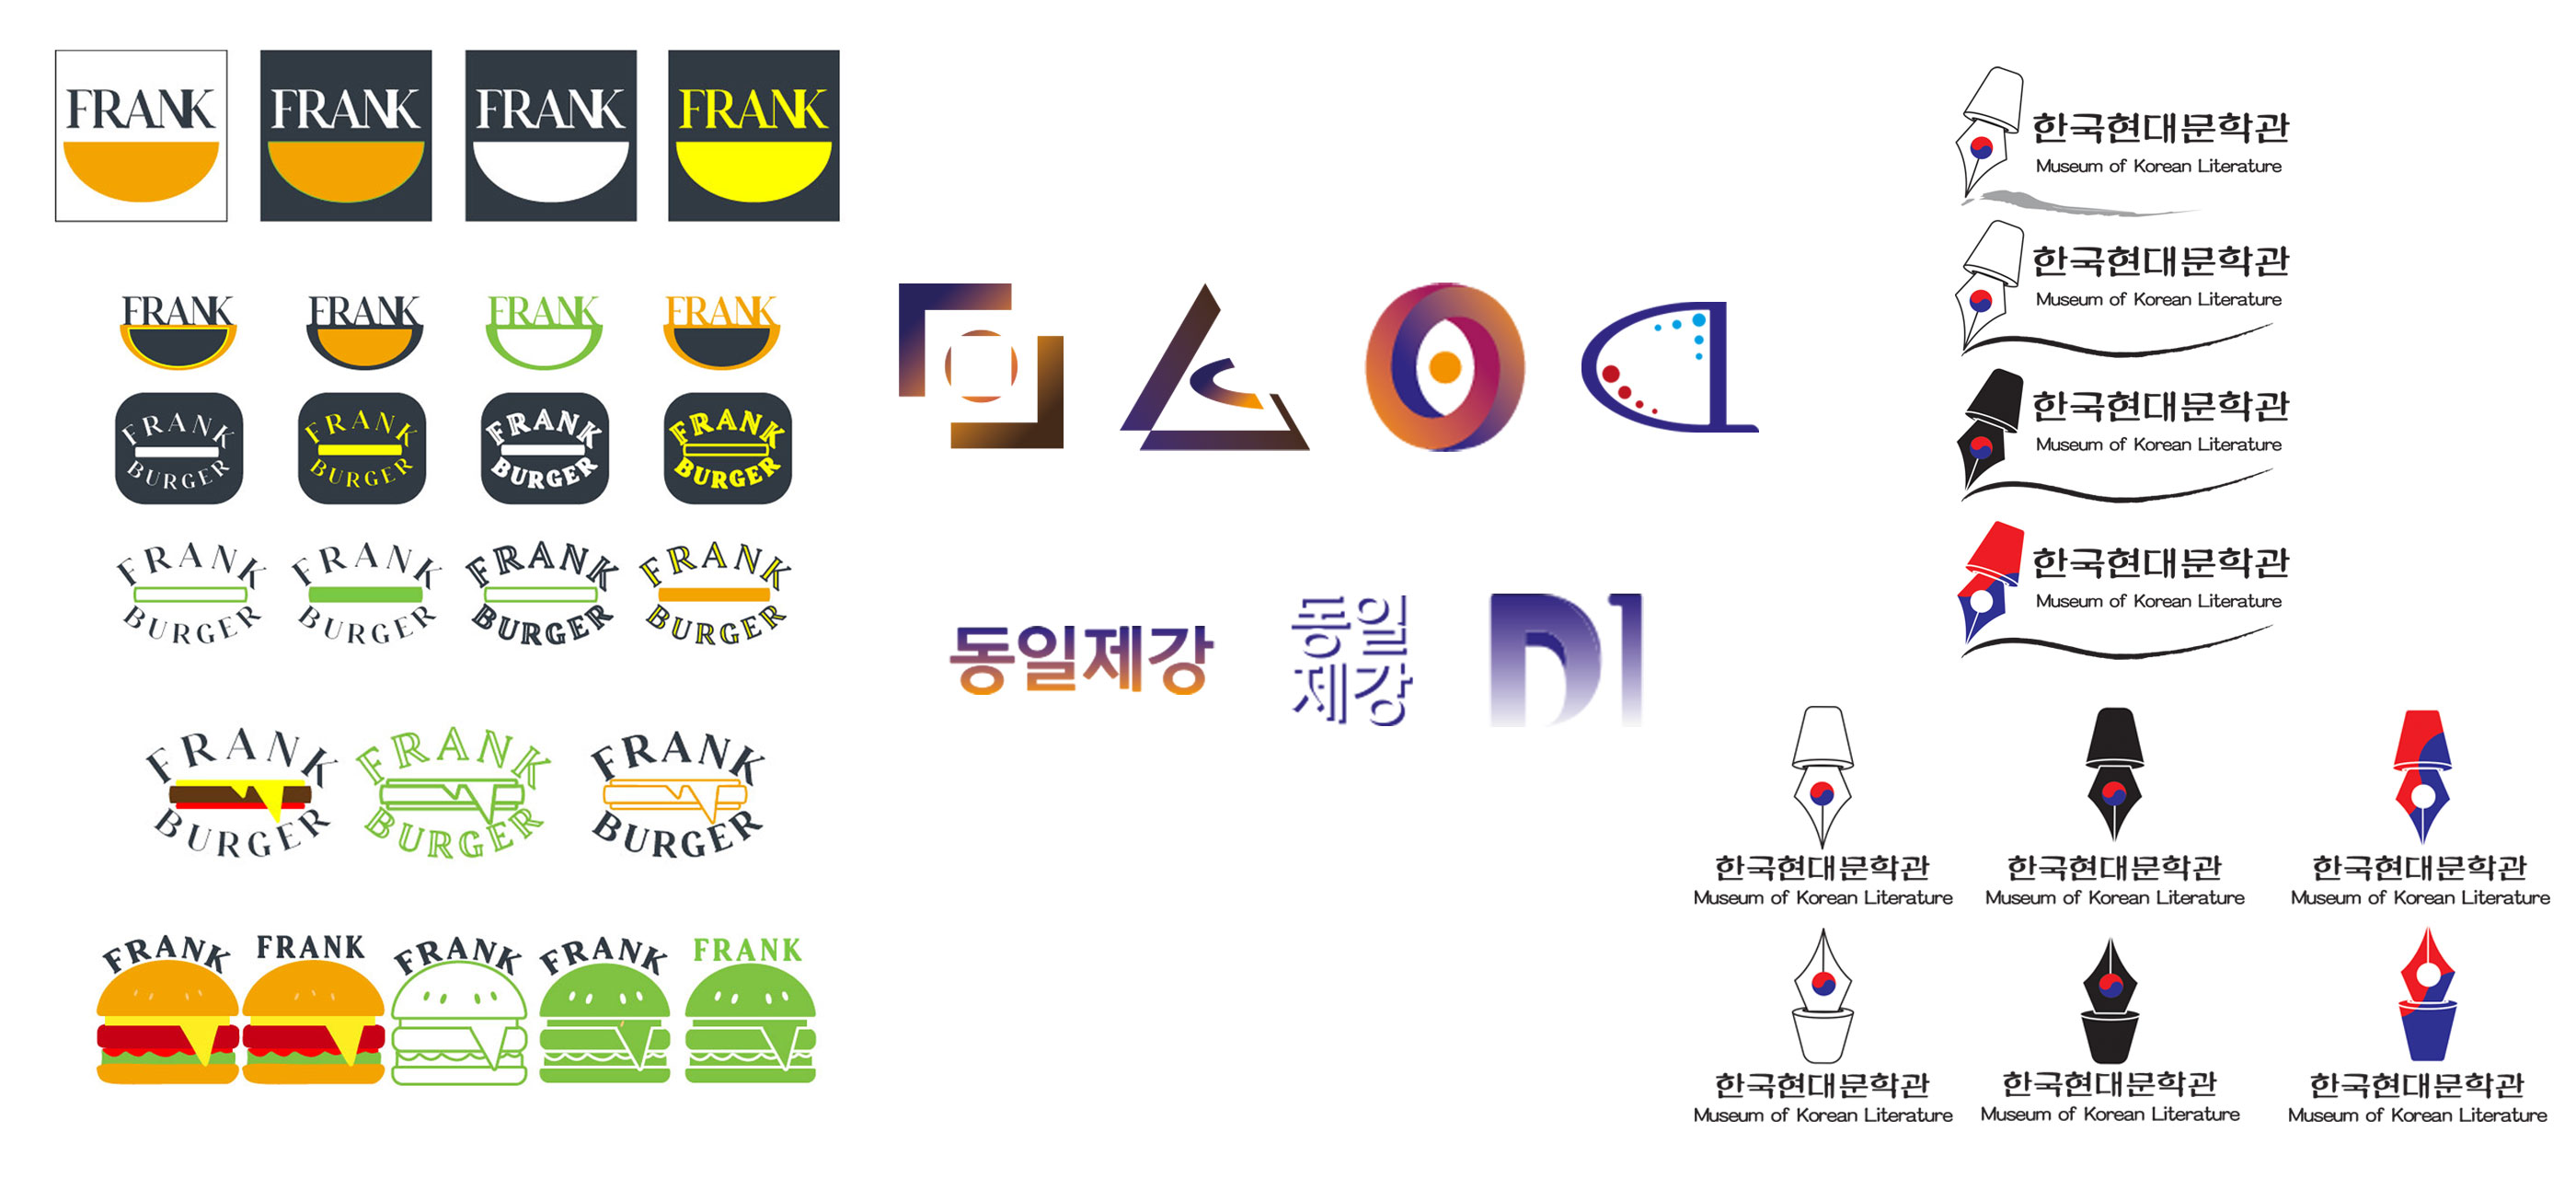 FRANK
FRANK
FRANK
FRANK
FRANK
FRANK
FRANK
FRANK
FRANK
BURGER
FRANK
BURGER
FRANK
BURGER
FRANK
BURGER
FRANK
BURGER
FRANK
BURGER
FRANK
BURGER
FRANK
BURGER
FRANK
BURGER
FRANK
BURGER
FRANK
BURGER
FRANK
FRANK
FRANK
FRANK
FRANK
동일제강
동일
제강
D1
한국현대문학관
Museum of Korean Literature
한국현대문학관
Museum of Korean Literature
한국현대문학관
Museum of Korean Literature
한국현대문학관
Museum of Korean Literature
한국현대문학관
Museum of Korean Literature
한국현대문학관
Museum of Korean Literature
한국현대문학관
Museum of Korean Literature
한국현대문학관
Museum of Korean Literature
한국현대문학관
Museum of Korean Literature
한국현대문학관
Museum of Korean Literature